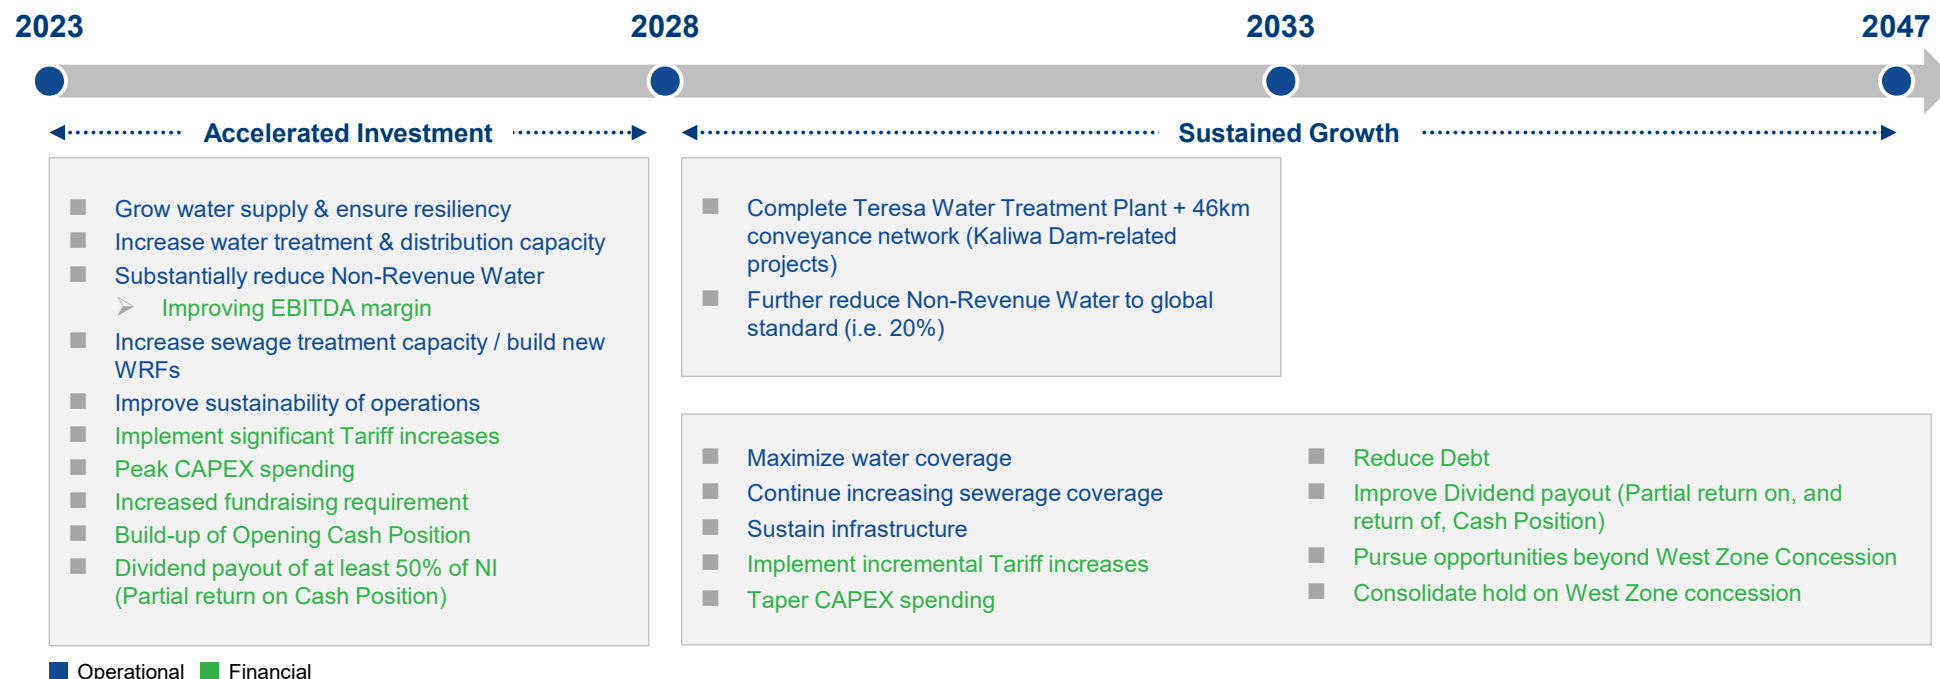 2023
2028
2033
2047
Accelerated Investment
Sustained Growth
Grow water supply & ensure resiliency
Increase water treatment & distribution capacity
Substantially reduce Non-Revenue Water
Improving EBITDA margin
Increase sewage treatment capacity / build new
WRFs
Improve sustainability of operations
Implement significant Tariff increases
Peak CAPEX spending
Increased fundraising requirement
Build-up of Opening Cash Position
Dividend payout of at least 50% of NI
(Partial return on Cash Position)
Complete Teresa Water Treatment Plant + 46km
conveyance network (Kaliwa Dam-related
projects)
Further reduce Non-Revenue Water to global
standard (i.e. 20%)
Maximize water coverage
Continue increasing sewerage coverage
Sustain infrastructure
Implement incremental Tariff increases
Taper CAPEX spending
Reduce Debt
Improve Dividend payout (Partial return on, and
return of, Cash Position)
Pursue opportunities beyond West Zone Concession
Consolidate hold on West Zone concession
Operational
Financial